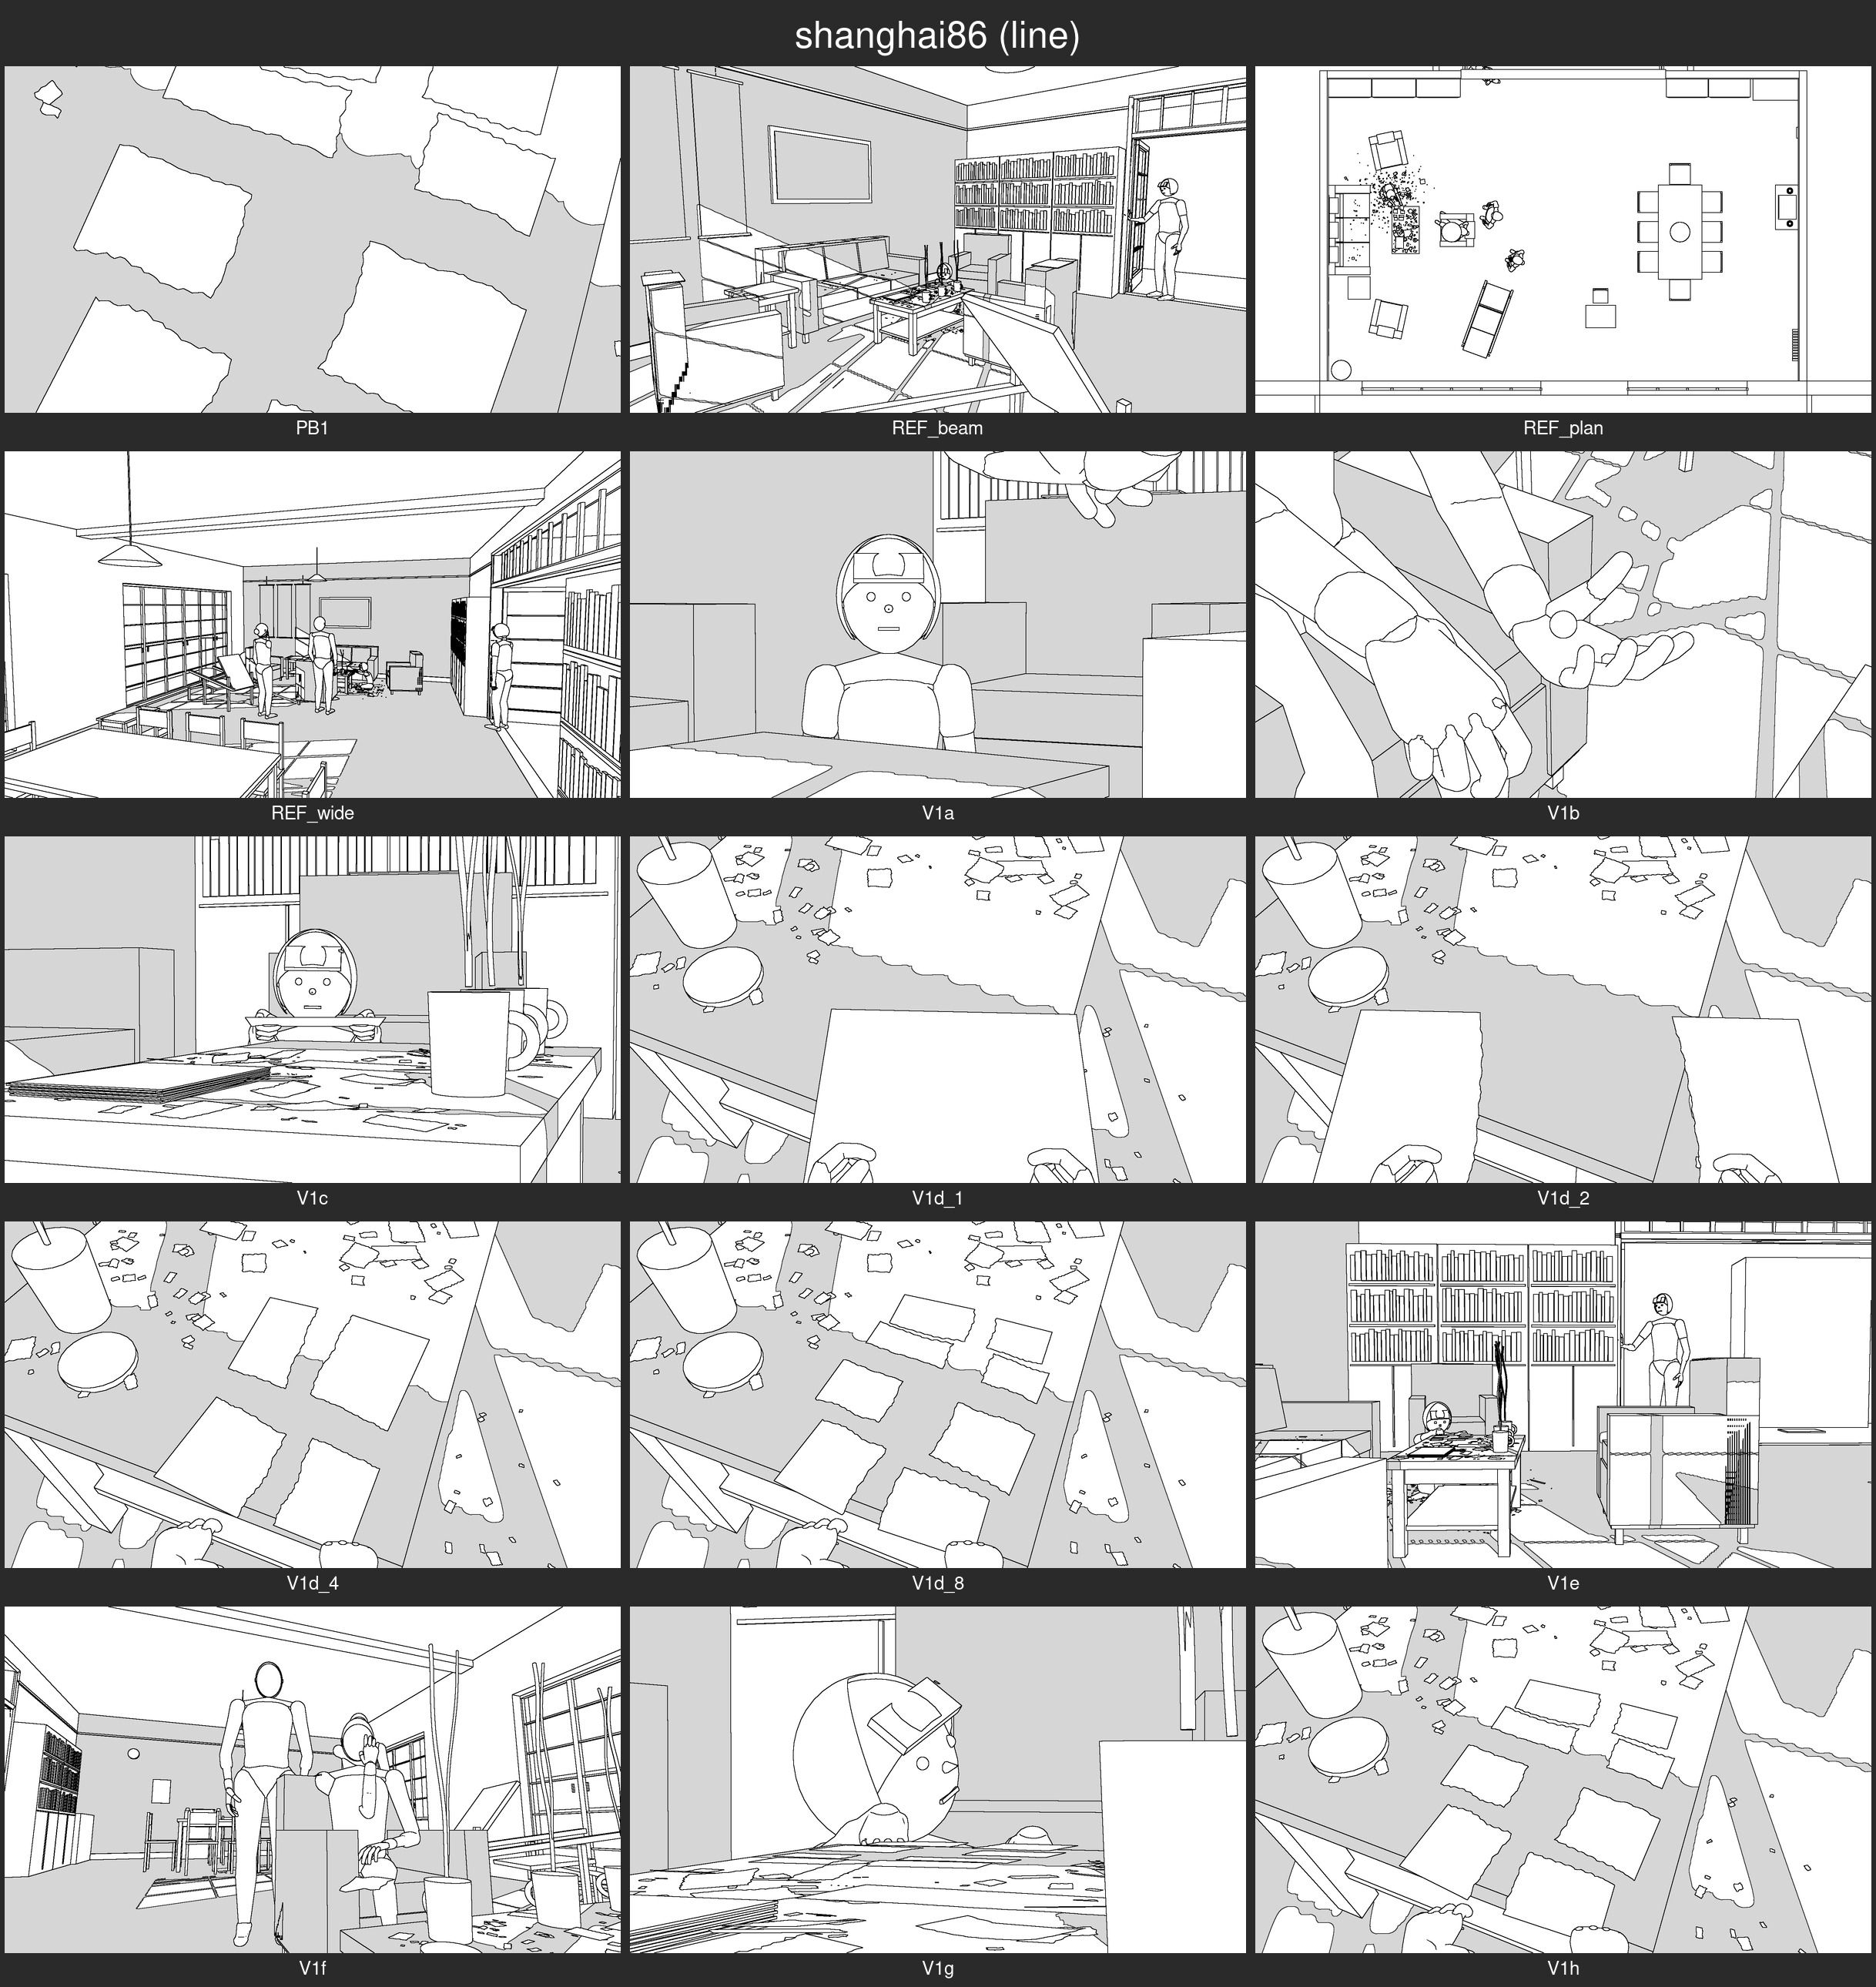 shanghai86 (line)
PB1
REF_beam
REF_plan
REF_wide
V1a
V1b
V1c
V1d_1
V1d_2
V1d_4
V1d_8
V1e
V1f
V1g
V1h